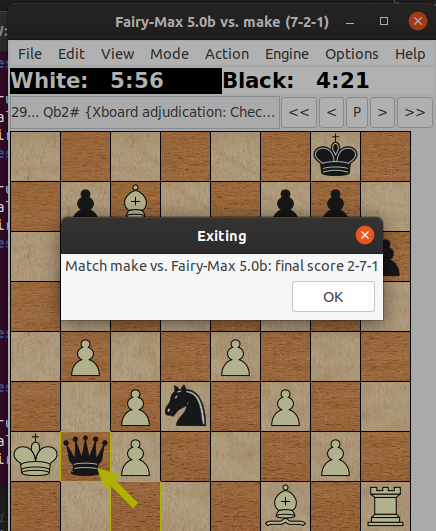 Fairy-Max 5.0b vs. make (7-2-1)
File Edit View Mode Action Engine Options Help
White: 5:56 Black: 4:21
29... Qb2# {Xboard adjudication: Chec... << < P > >>
Exiting
Match make vs. Fairy-Max 5.0b: final score 2-7-1
OK